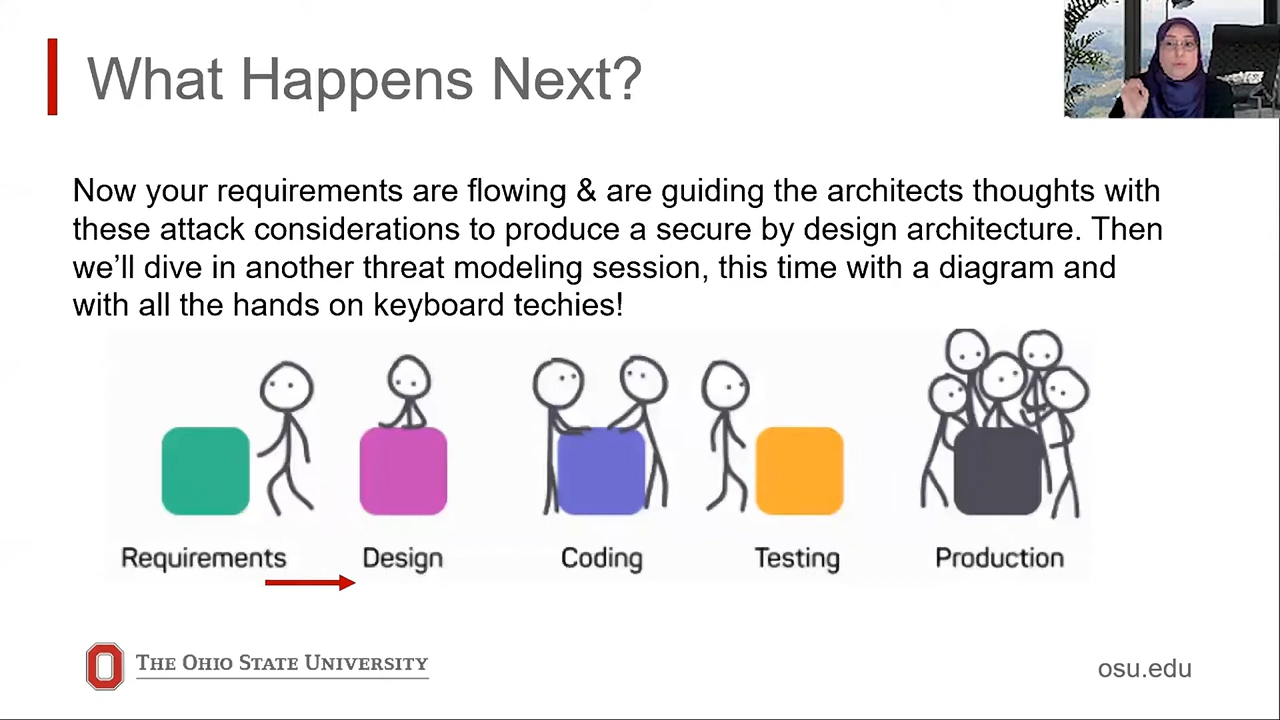 What Happens Next?
Now your requirements are flowing & are guiding the architects thoughts with
these attack considerations to produce a secure by design architecture. Then
we’ll dive in another threat modeling session, this time with a diagram and
with all the hands on keyboard techies!
Requirements
Design
Coding
Testing
Production
THE OHIO STATE UNIVERSITY
osu.edu